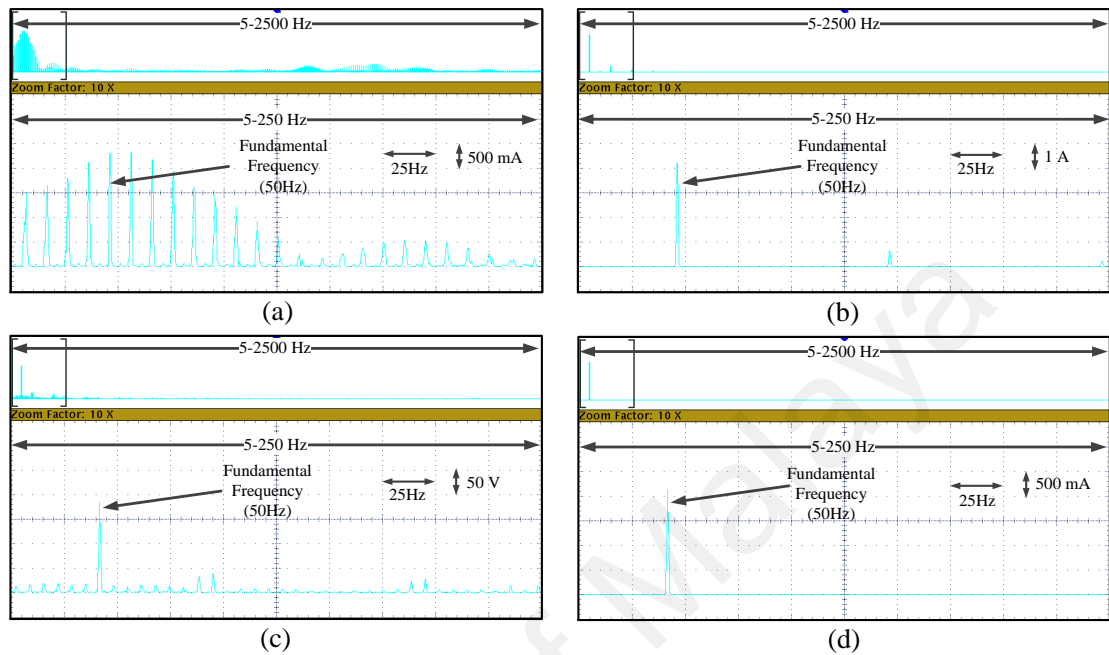 5-2500 Hz
Zoom Factor: 10 X
5-250 Hz
Fundamental
Frequency
(50Hz)
25Hz
500 mA
(a)
5-2500 Hz
Zoom Factor: 10 X
5-250 Hz
Fundamental
Frequency
(50Hz)
25Hz
1 A
(b)
5-2500 Hz
Zoom Factor: 10 X
5-250 Hz
Fundamental
Frequency
(50Hz)
25Hz
50 V
(c)
5-2500 Hz
Zoom Factor: 10 X
5-250 Hz
Fundamental
Frequency
(50Hz)
25Hz
500 mA
(d)
of Malaya